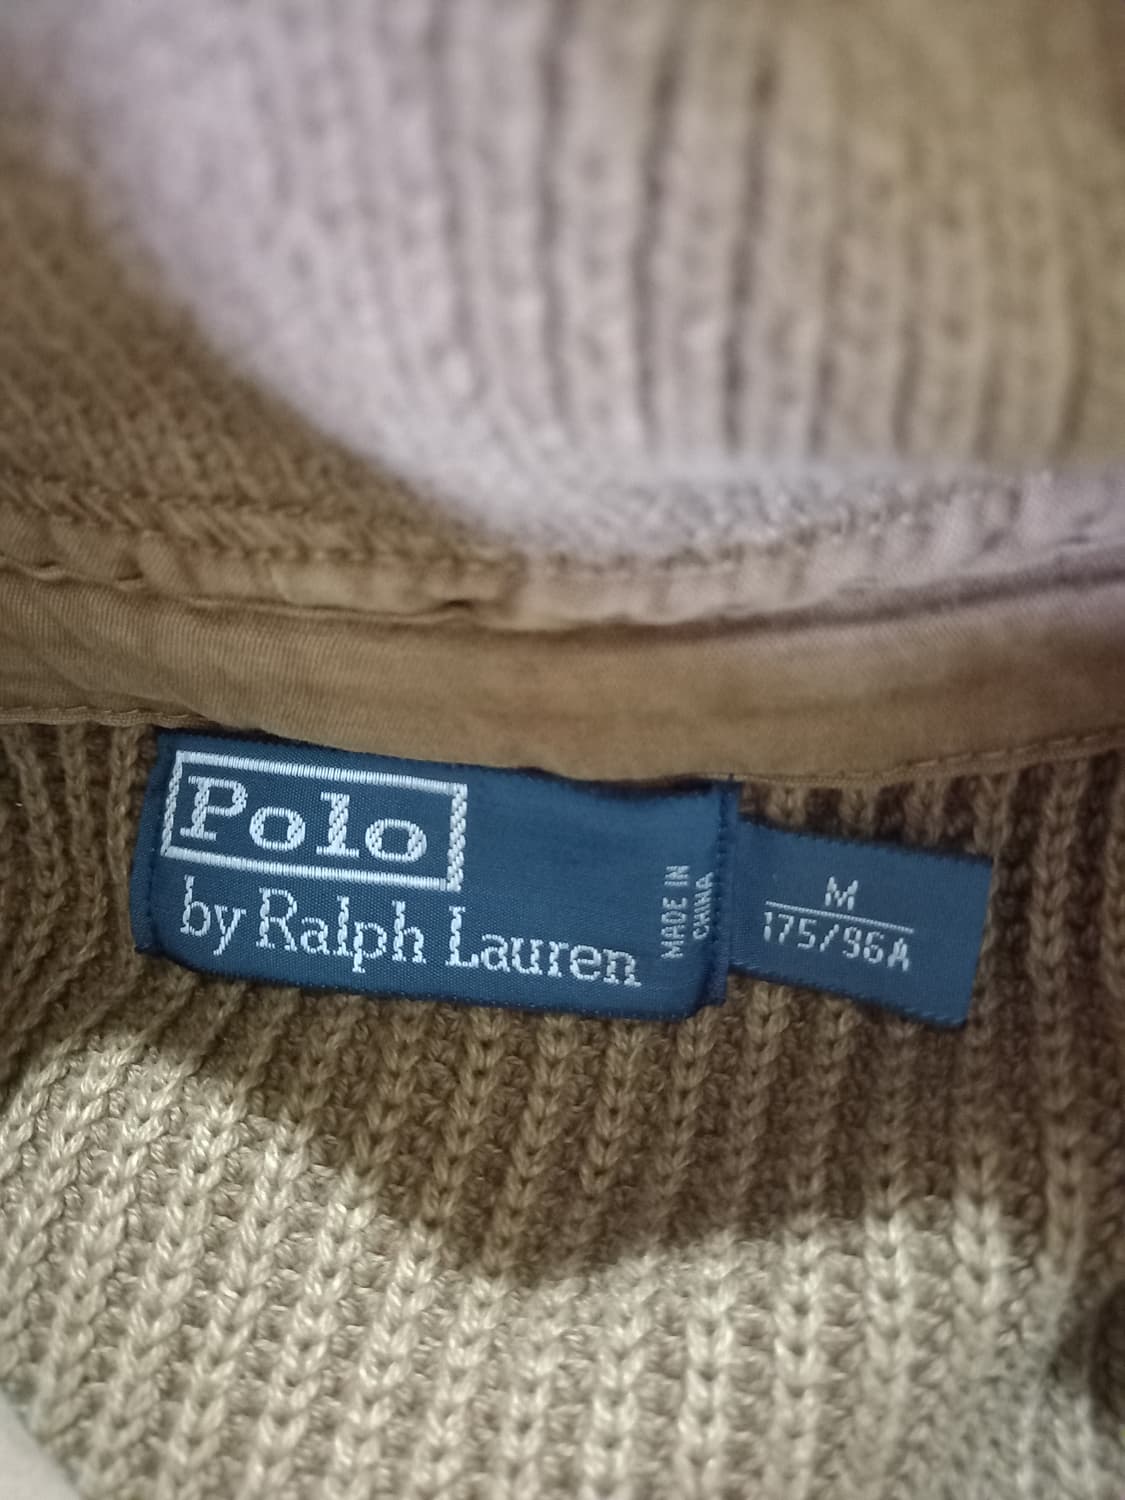 Polo
by Ralph Lauren
MADE IN
CHINA
M
175/96A